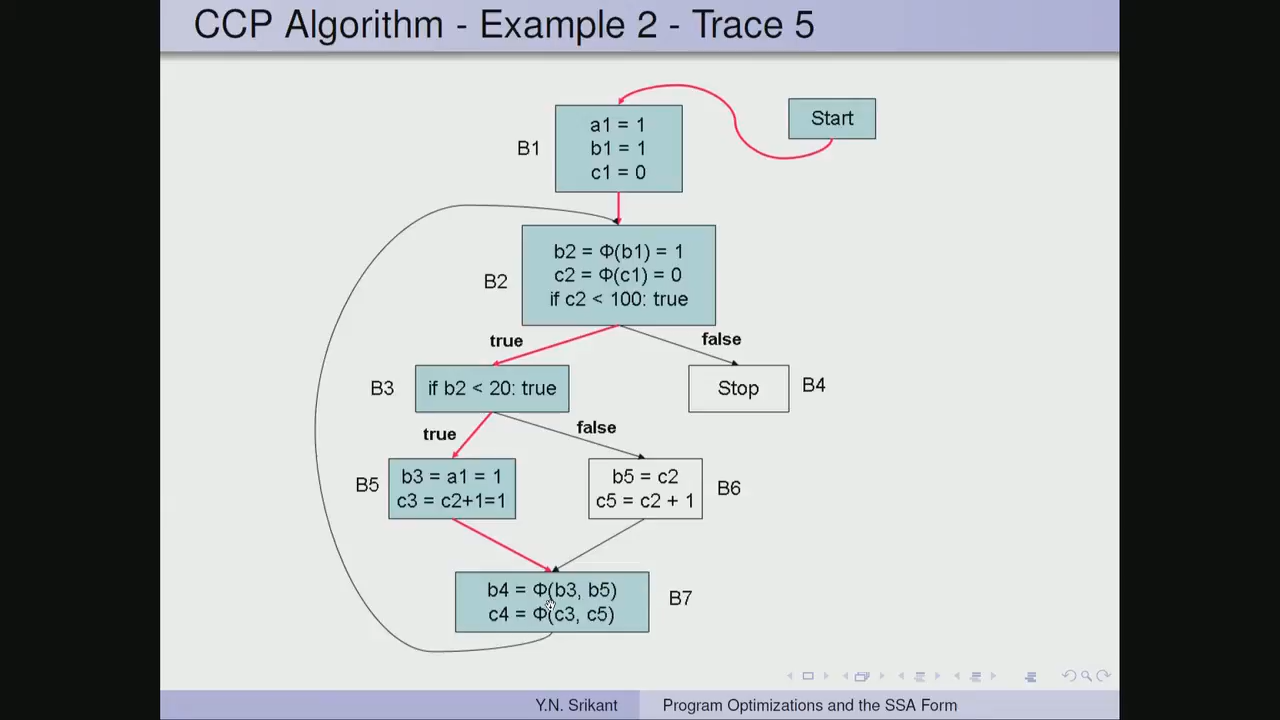 CCP Algorithm - Example 2 - Trace 5
Start
B1
a1 = 1
b1 = 1
c1 = 0
B2
b2 = Φ(b1) = 1
c2 = Φ(c1) = 0
if c2 < 100: true
true
false
B3
if b2 < 20: true
Stop
B4
true
false
B5
b3 = a1 = 1
c3 = c2+1=1
b5 = c2
c5 = c2 + 1
B6
b4 = Φ(b3, b5)
c4 = Φ(c3, c5)
B7
Y.N. Srikant
Program Optimizations and the SSA Form